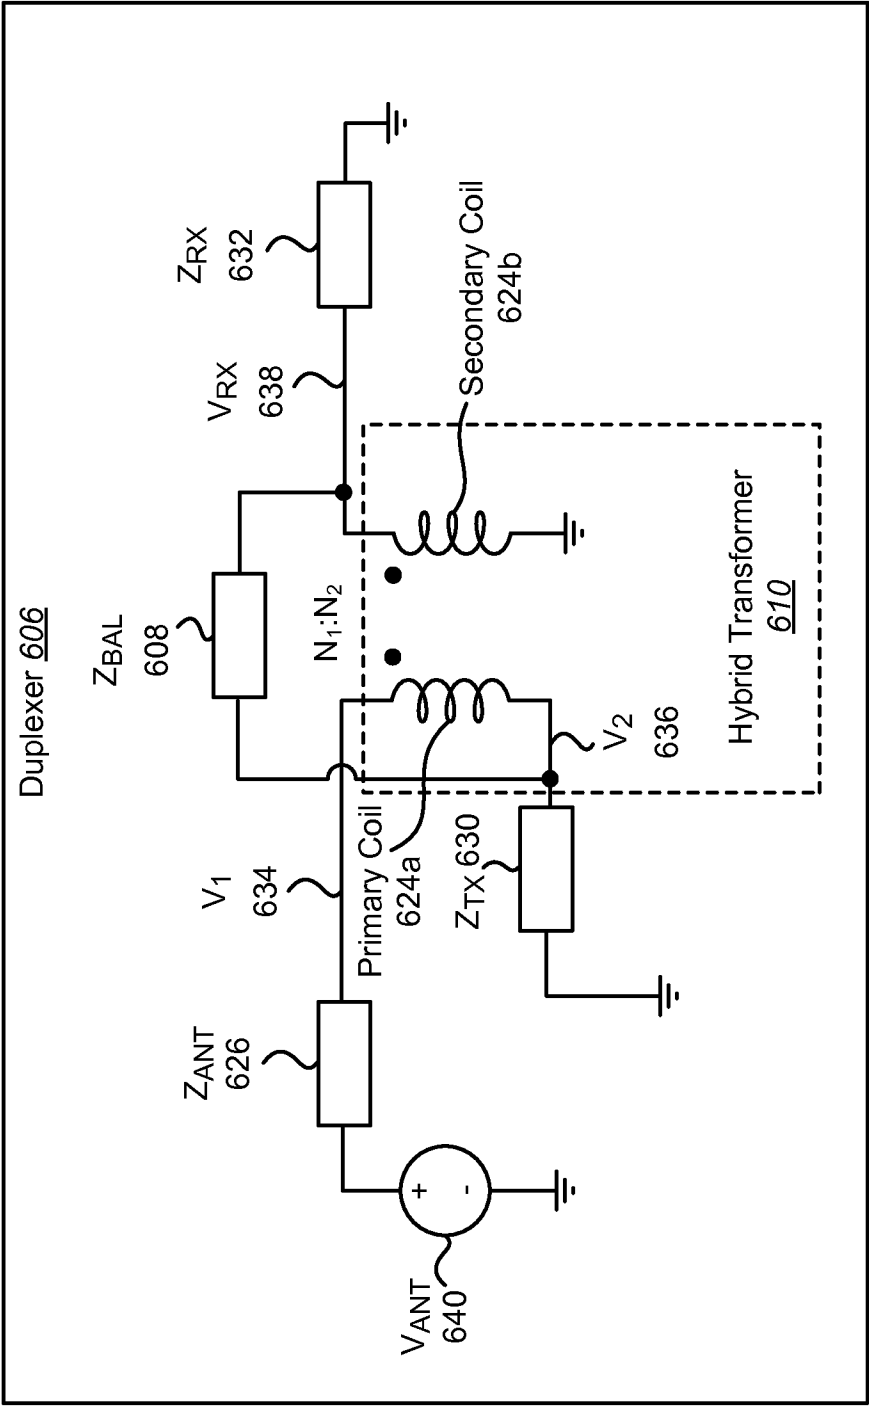 Duplexer 606
ZBAL
608
VRX
638
ZRX
632
V1
634
ZANT
626
N1:N2
Primary Coil
624a
Secondary Coil
624b
ZTX 630
V2
636
+
-
VANT
640
Hybrid Transformer
610